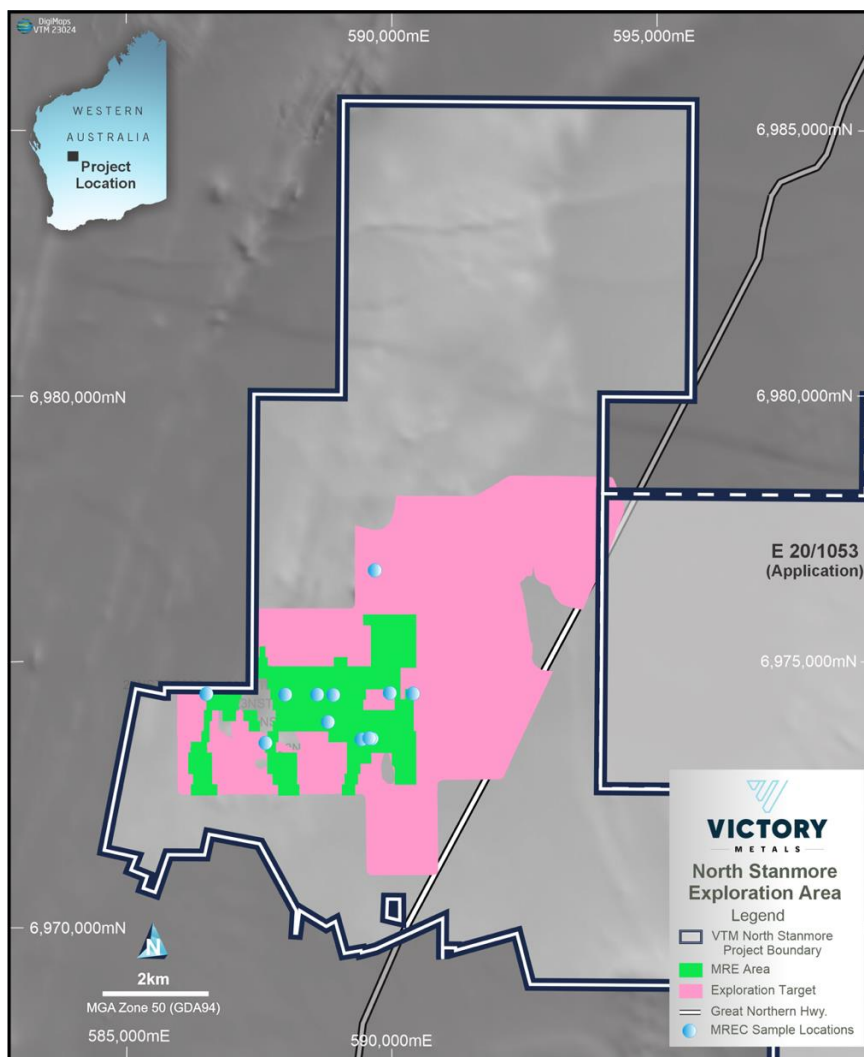 DigiMaps
VTM 23024
590,000mE
595,000mE
WESTERN
AUSTRALIA
Project
Location
6,985,000mN
6,980,000mN
6,980,000mN
E 20/1053
(Application)
6,975,000mN
6,970,000mN
N
2km
MGA Zone 50 (GDA94)
585,000mE
590,000mE
VICTORY
METALS
North Stanmore
Exploration Area
Legend
VTM North Stanmore
Project Boundary
MRE Area
Exploration Target
Great Northern Hwy.
MREC Sample Locations